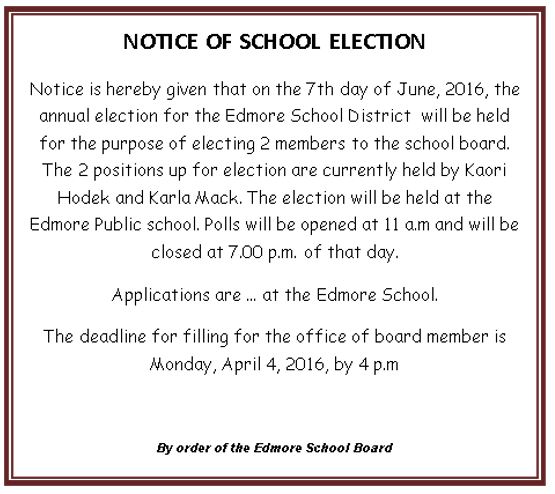 NOTICE OF SCHOOL ELECTION
Notice is hereby given that on the 7th day of June, 2016, the
annual election for the Edmore School District will be held
for the purpose of electing 2 members to the school board.
The 2 positions up for election are currently held by Kaori
Hodek and Karla Mack. The election will be held at the
Edmore Public school. Polls will be opened at 11 a.m and will be
closed at 7.00 p.m. of that day.
Applications are ... at the Edmore School.
The deadline for filling for the office of board member is
Monday, April 4, 2016, by 4 p.m
By order of the Edmore School Board